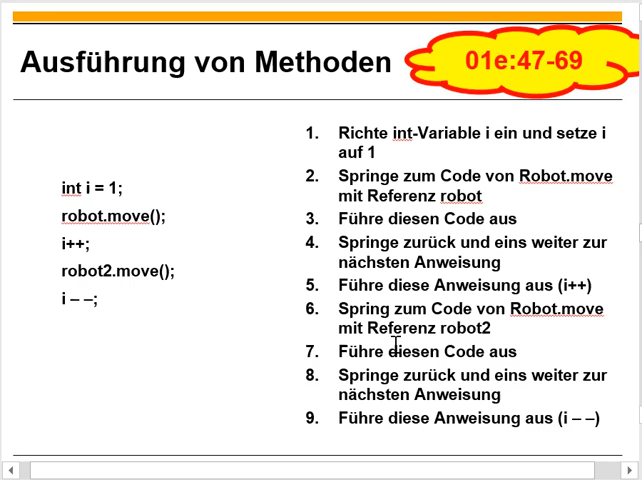 Ausführung von Methoden
01e:47-69
int i = 1;
robot.move();
i++;
robot2.move();
i – –;
1. Richte int-Variable i ein und setze i
auf 1
2. Springe zum Code von Robot.move
mit Referenz robot
3. Führe diesen Code aus
4. Springe zurück und eins weiter zur
nächsten Anweisung
5. Führe diese Anweisung aus (i++)
6. Spring zum Code von Robot.move
mit Referenz robot2
7. Führe diesen Code aus
8. Springe zurück und eins weiter zur
nächsten Anweisung
9. Führe diese Anweisung aus (i – –)